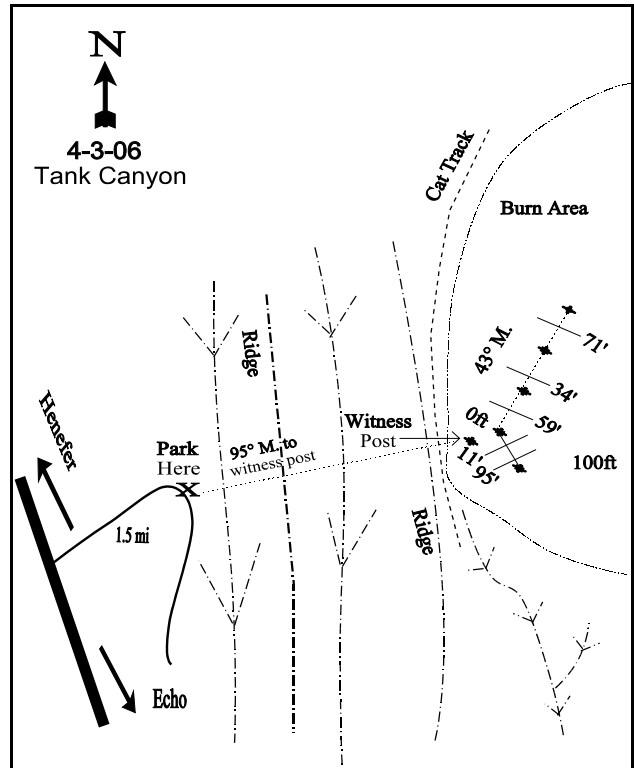 N
4-3-06
Tank Canyon
Cat Track
Burn Area
Ridge
71'
43° M.
34'
Henefer
0ft
59'
Witness
Post
Park
Here
95° M. to
witness post
11'
95'
100ft
Ridge
1.5 mi
X
Echo